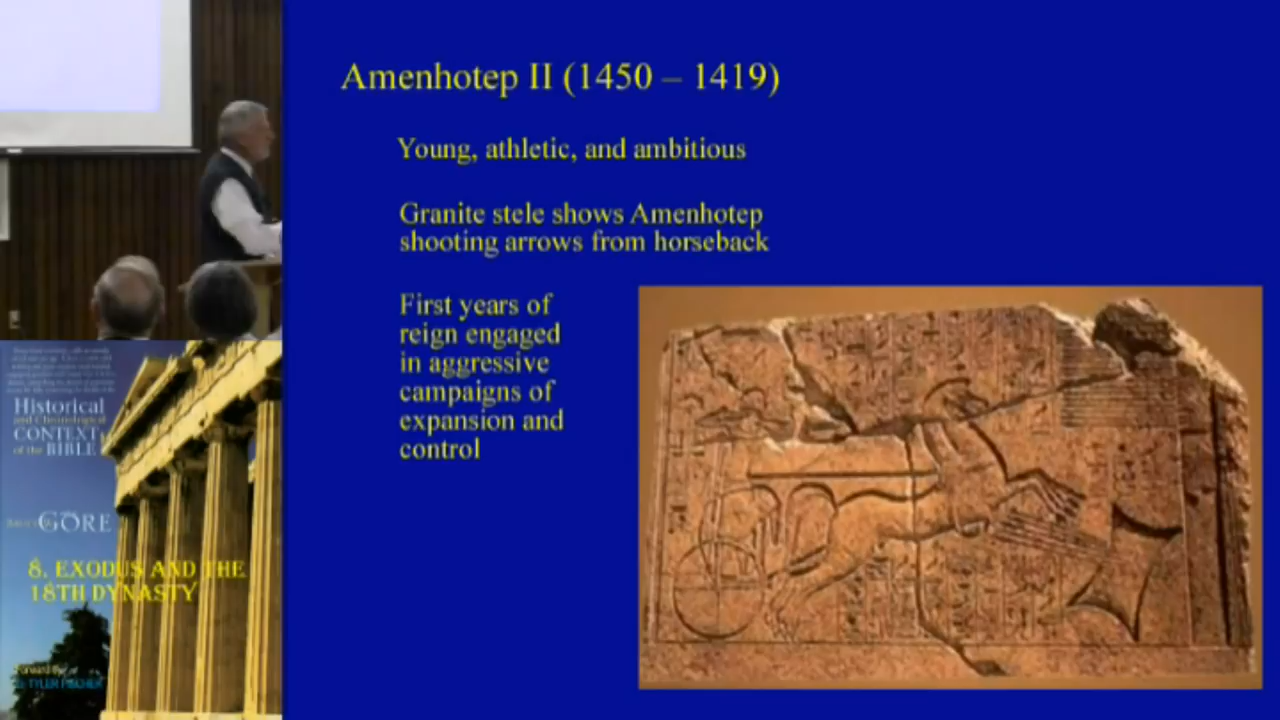 Amenhotep II (1450 – 1419)
Young, athletic, and ambitious
Granite stele shows Amenhotep
shooting arrows from horseback
First years of
reign engaged
in aggressive
campaigns of
expansion and
control
Historical
and Chronological
CONTEXT
of the BIBLE
GORE
8. EXODUS AND THE
18TH DYNASTY